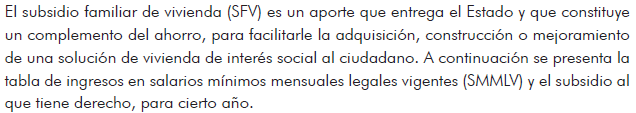 El subsidio familiar de vivienda (SFV) es un aporte que entrega el Estado y que constituye
un complemento del ahorro, para facilitarle la adquisición, construcción o mejoramiento
de una solución de vivienda de interés social al ciudadano. A continuación se presenta la
tabla de ingresos en salarios mínimos mensuales legales vigentes (SMMLV) y el subsidio al
que tiene derecho, para cierto año.